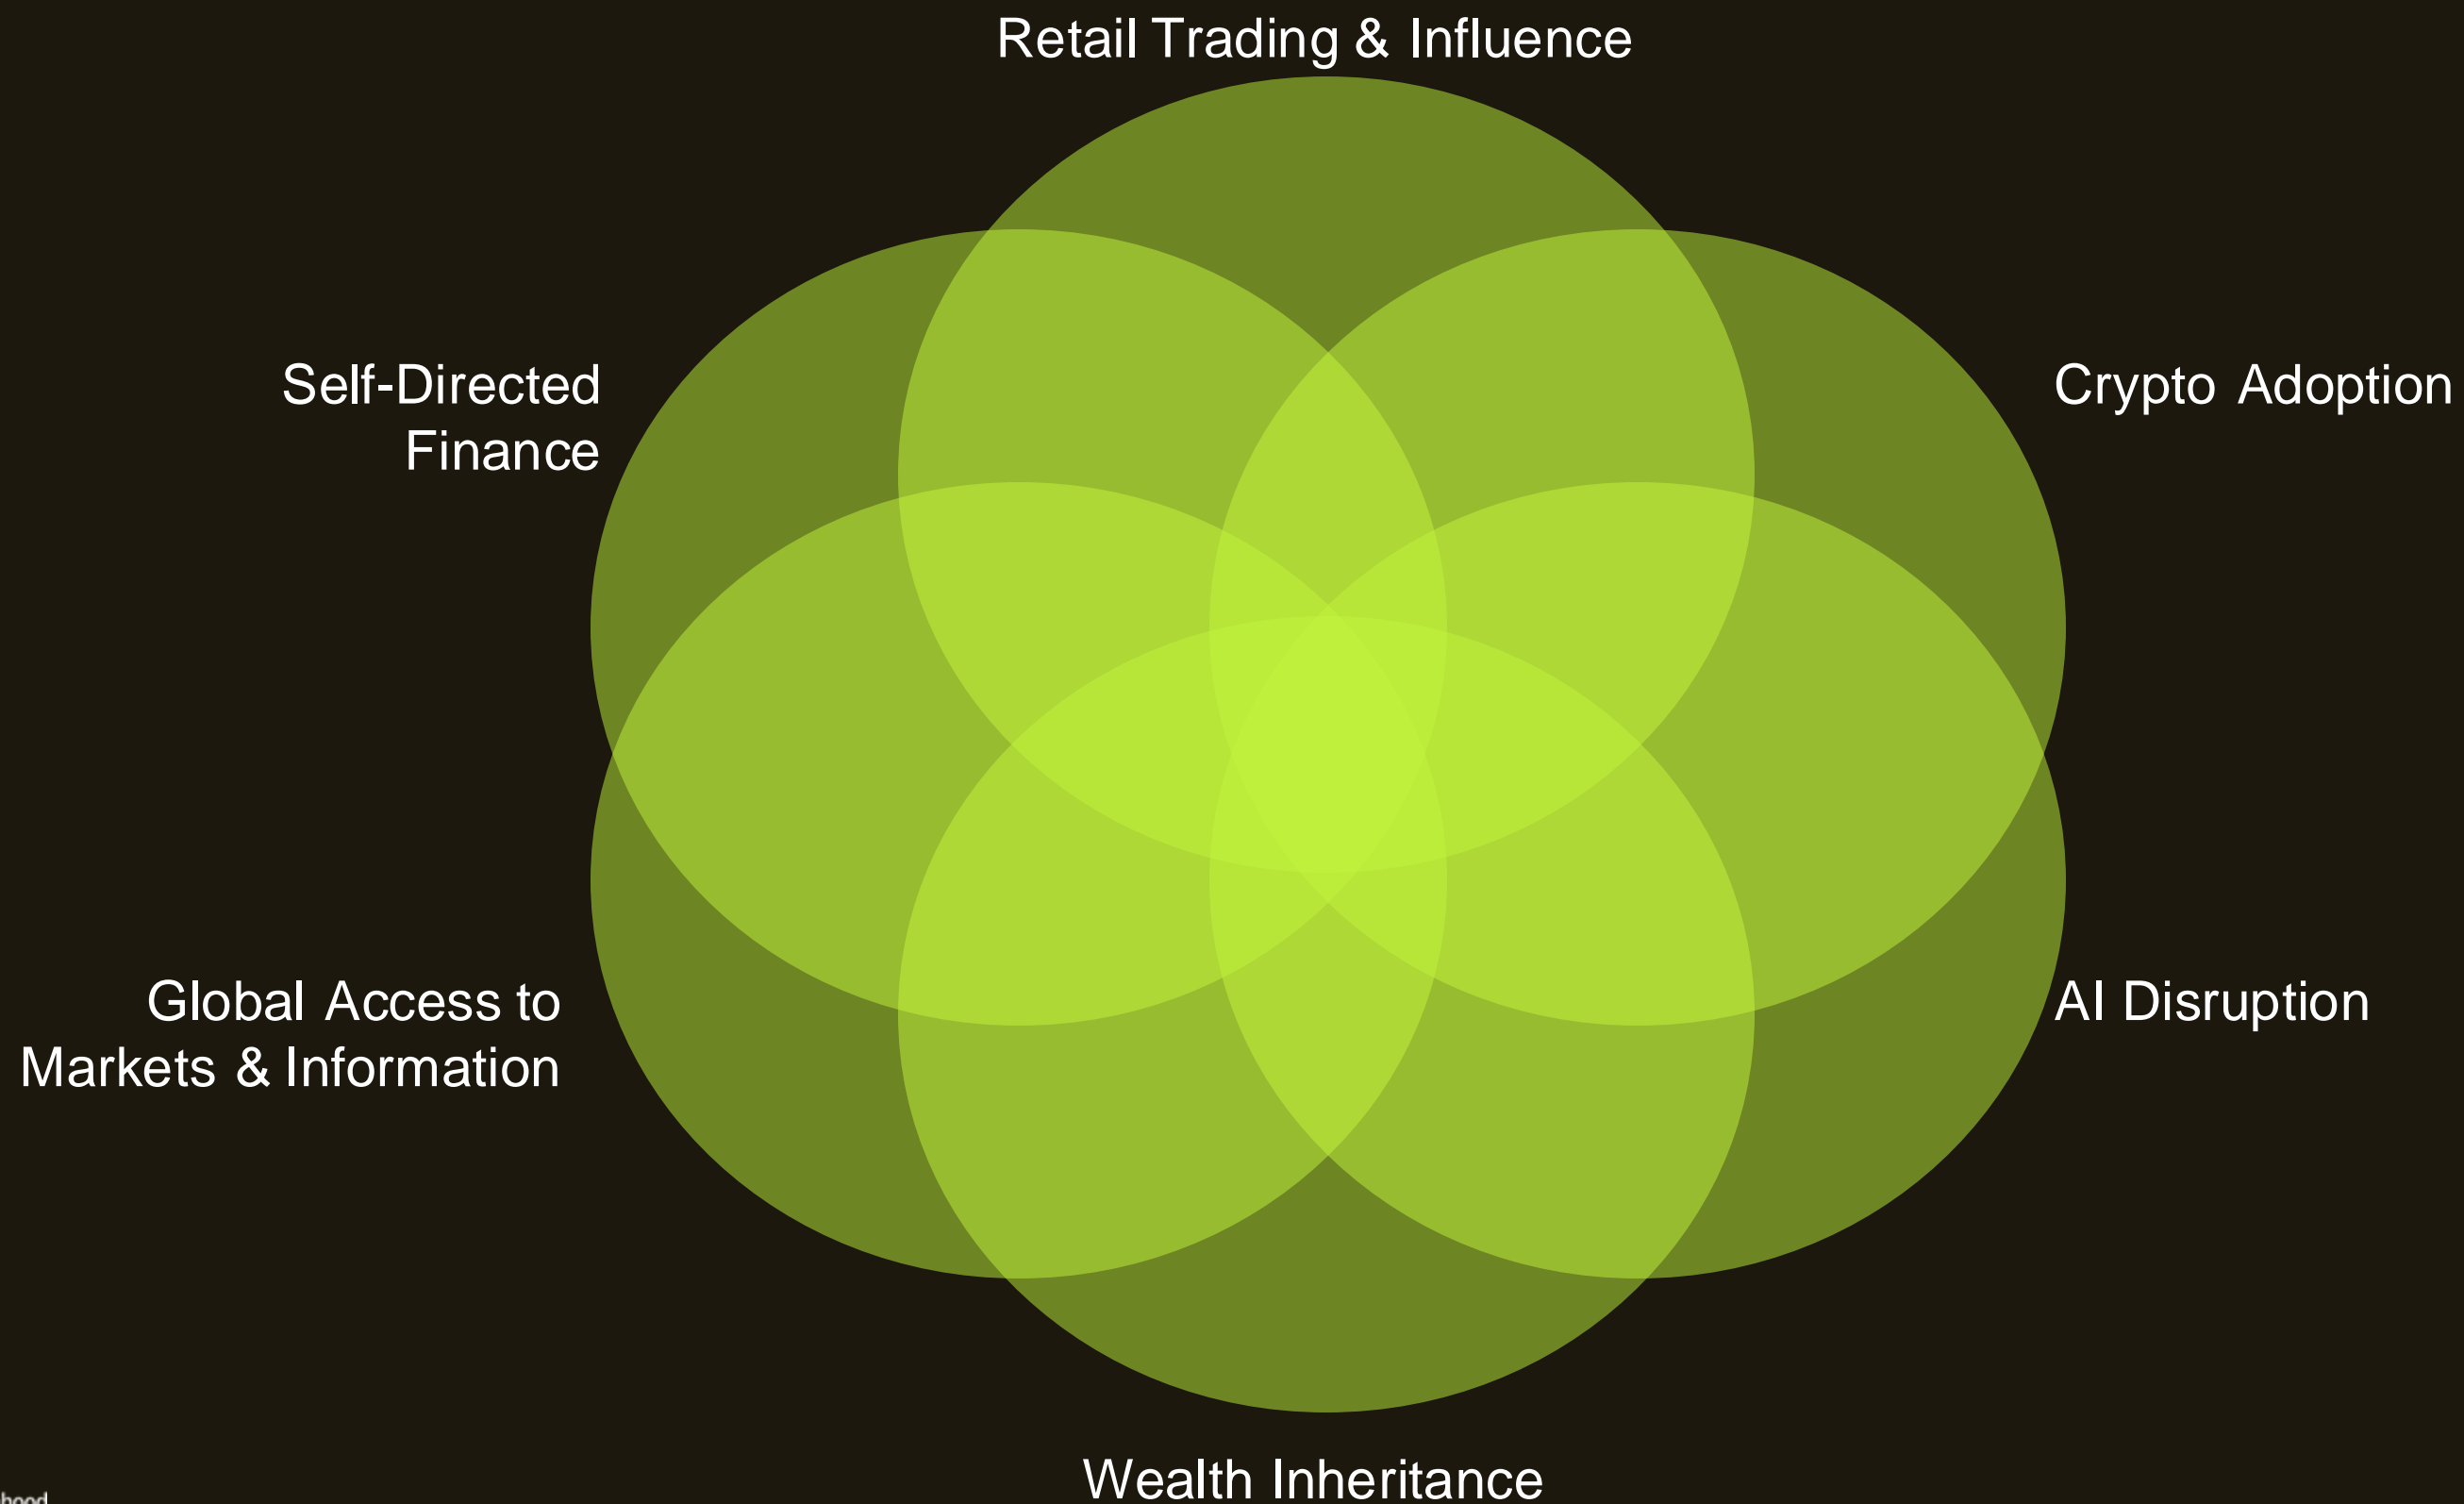 Retail Trading & Influence
Self-Directed
Finance
Crypto Adoption
Global Access to
Markets & Information
AI Disruption
Wealth Inheritance